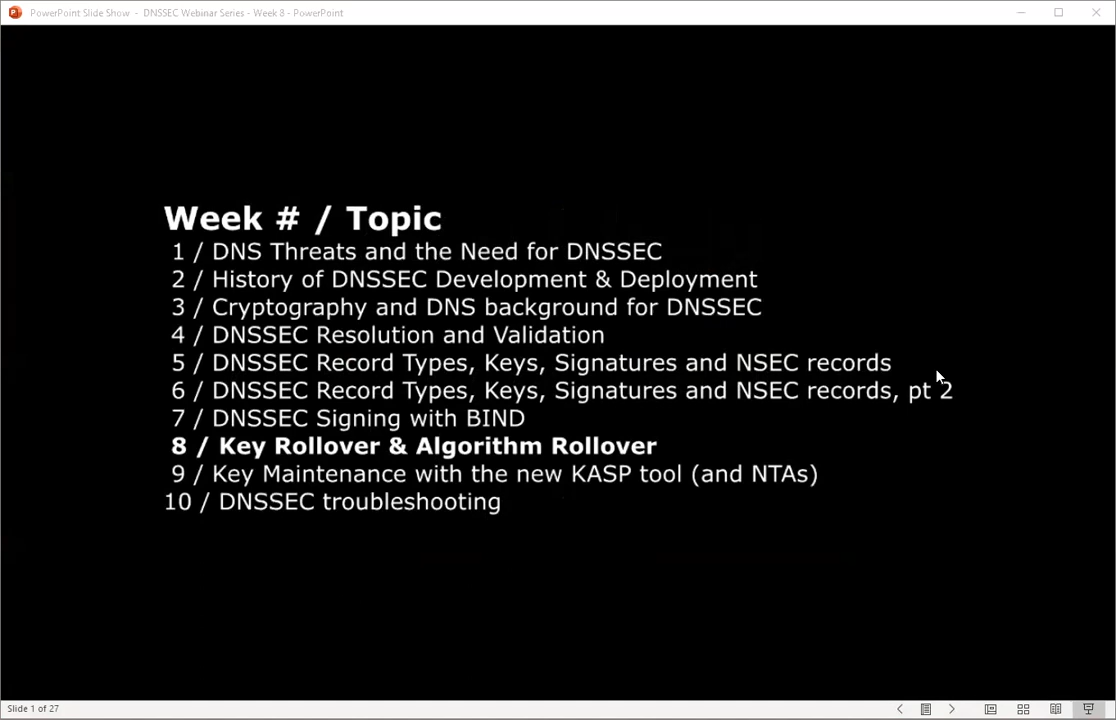 PowerPoint Slide Show - DNSSEC Webinar Series - Week 8 - PowerPoint
Week # / Topic
1 / DNS Threats and the Need for DNSSEC
2 / History of DNSSEC Development & Deployment
3 / Cryptography and DNS background for DNSSEC
4 / DNSSEC Resolution and Validation
5 / DNSSEC Record Types, Keys, Signatures and NSEC records
6 / DNSSEC Record Types, Keys, Signatures and NSEC records, pt 2
7 / DNSSEC Signing with BIND
8 / Key Rollover & Algorithm Rollover
9 / Key Maintenance with the new KASP tool (and NTAs)
10 / DNSSEC troubleshooting
Slide 1 of 27